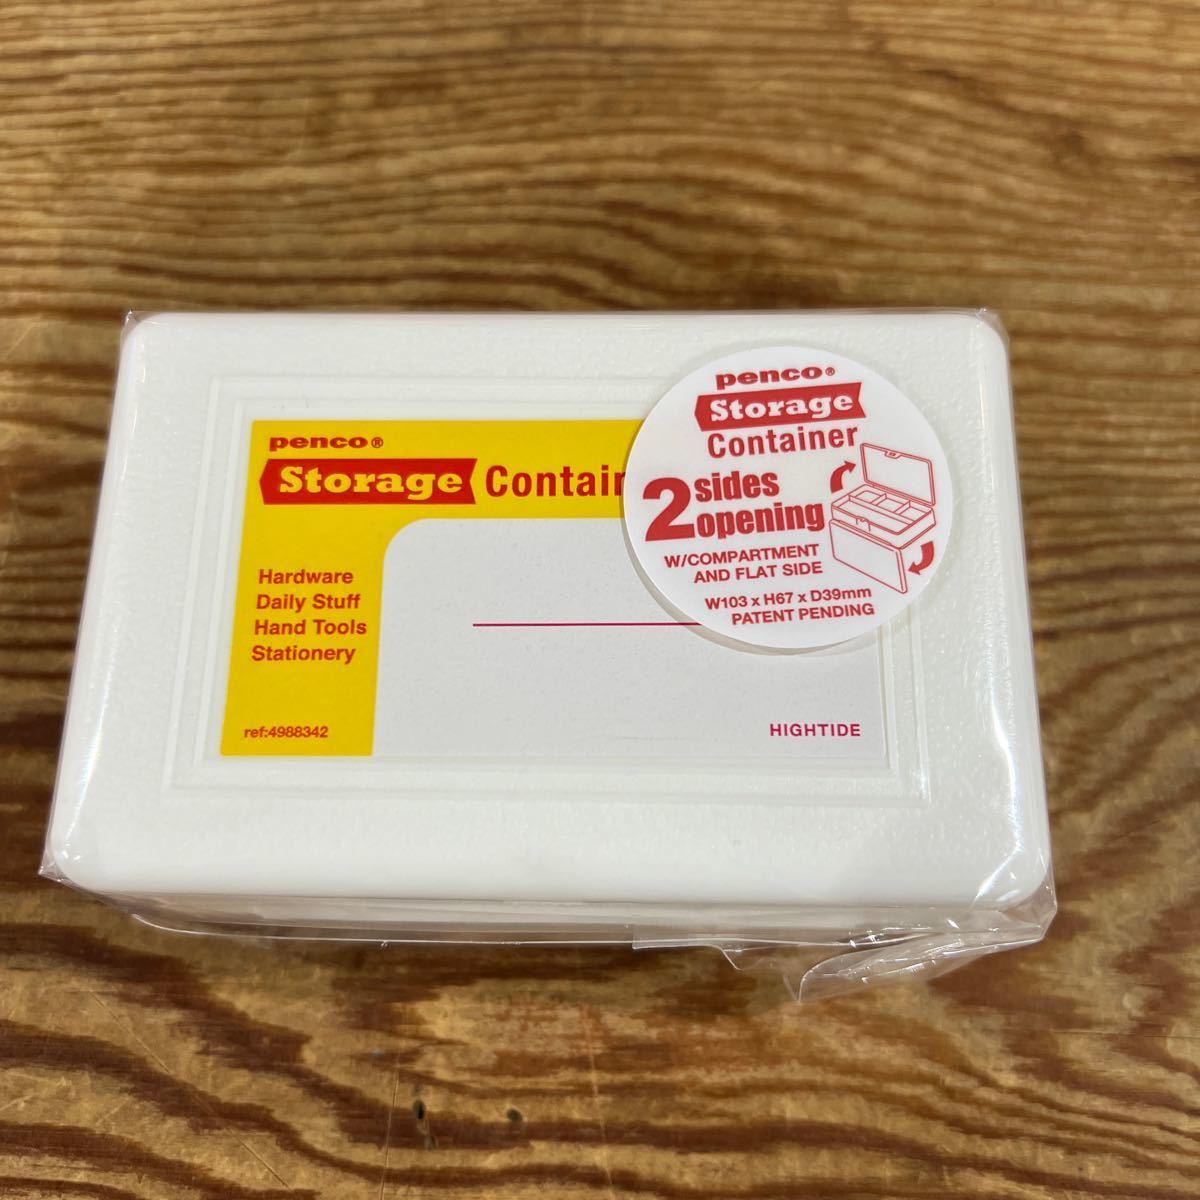 penco®
Storage Contain
Hardware
Daily Stuff
Hand Tools
Stationery
ref:4988342
HIGHTIDE
penco®
Storage
Container
2 sides
opening
W/COMPARTMENT
AND FLAT SIDE
W103 x H67 x D39mm
PATENT PENDING